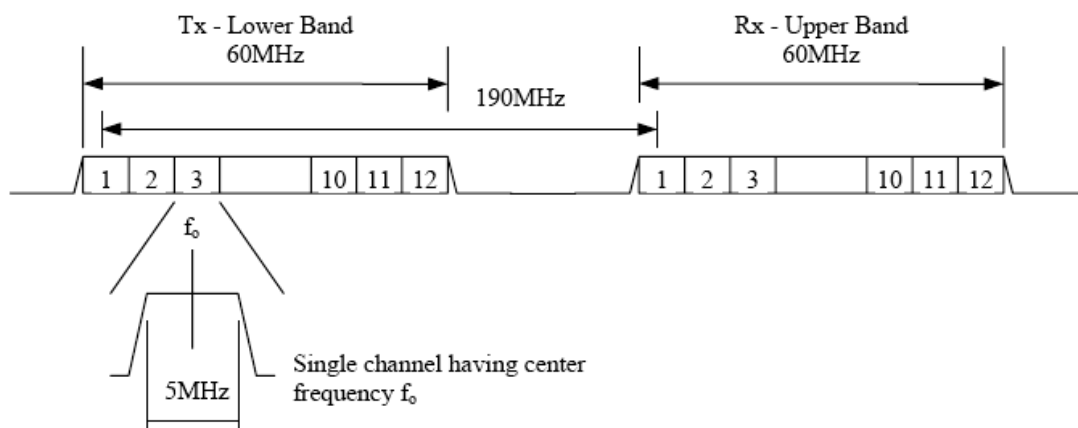 Tx - Lower Band
60MHz
Rx - Upper Band
60MHz
190MHz
1 2 3 10 11 12
1 2 3 10 11 12
fₒ
5MHz
Single channel having center
frequency fₒ